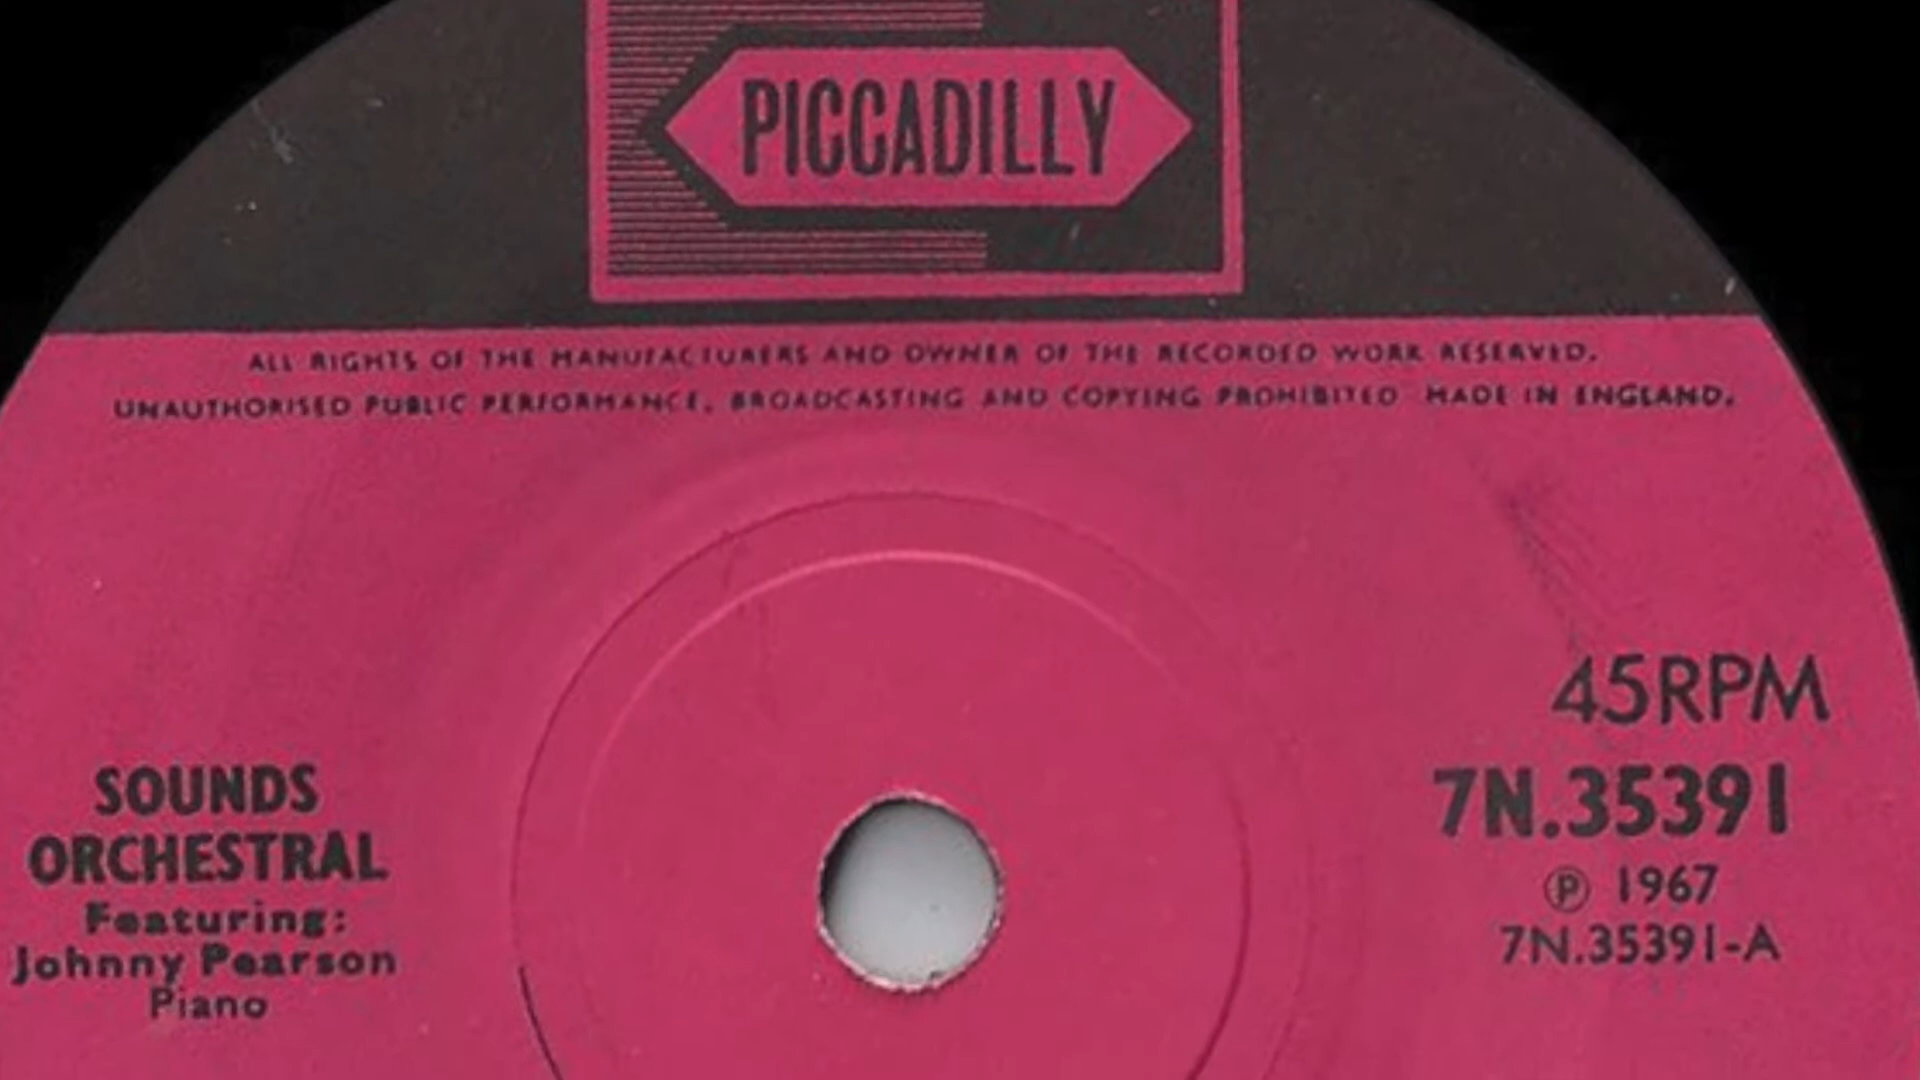 PICCADILLY
ALL RIGHTS OF THE MANUFACTURERS AND OWNER OF THE RECORDED WORK RESERVED.
UNAUTHORISED PUBLIC PERFORMANCE, BROADCASTING AND COPYING PROHIBITED MADE IN ENGLAND.
45RPM
7N.35391
℗ 1967
7N.35391-A
SOUNDS
ORCHESTRAL
Featuring:
Johnny Pearson
Piano